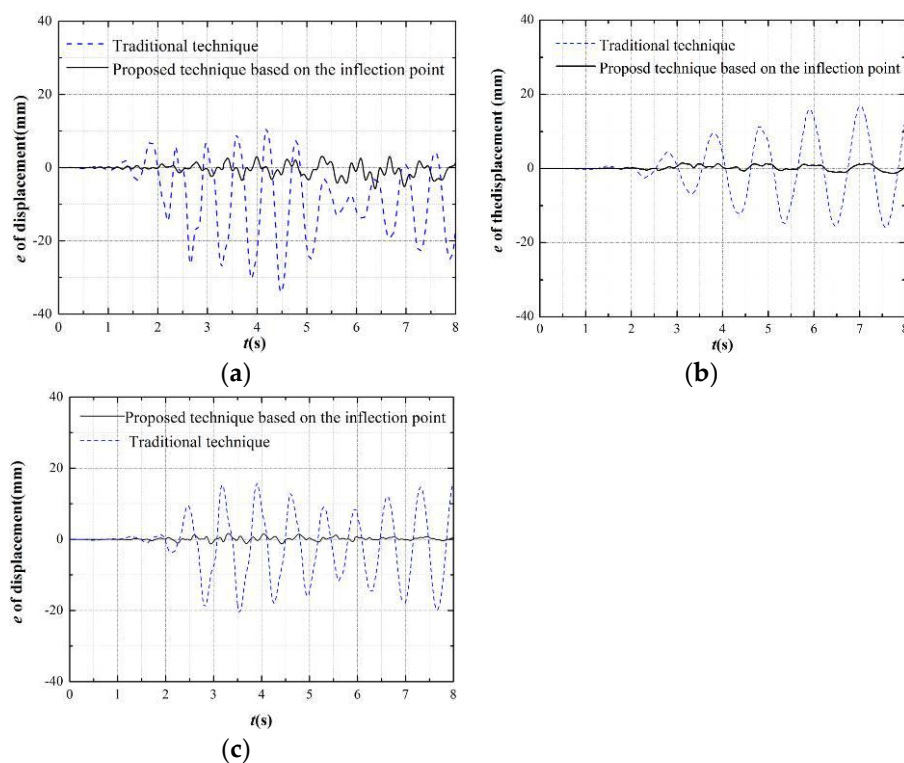 40
Traditional technique
Proposed technique based on the inflection point
20
0
-20
-40
e of displacement(mm)
0 1 2 3 4 5 6 7 8
t(s)
(a)
40
Traditional technique
Proposd technique based on the inflection point
20
0
-20
-40
e of thedisplacement (mm)
0 1 2 3 4 5 6 7 8
t(s)
(b)
40
Proposed technique based on the inflection point
Traditional technique
20
0
-20
-40
e of displacement(mm)
0 1 2 3 4 5 6 7 8
t(s)
(c)